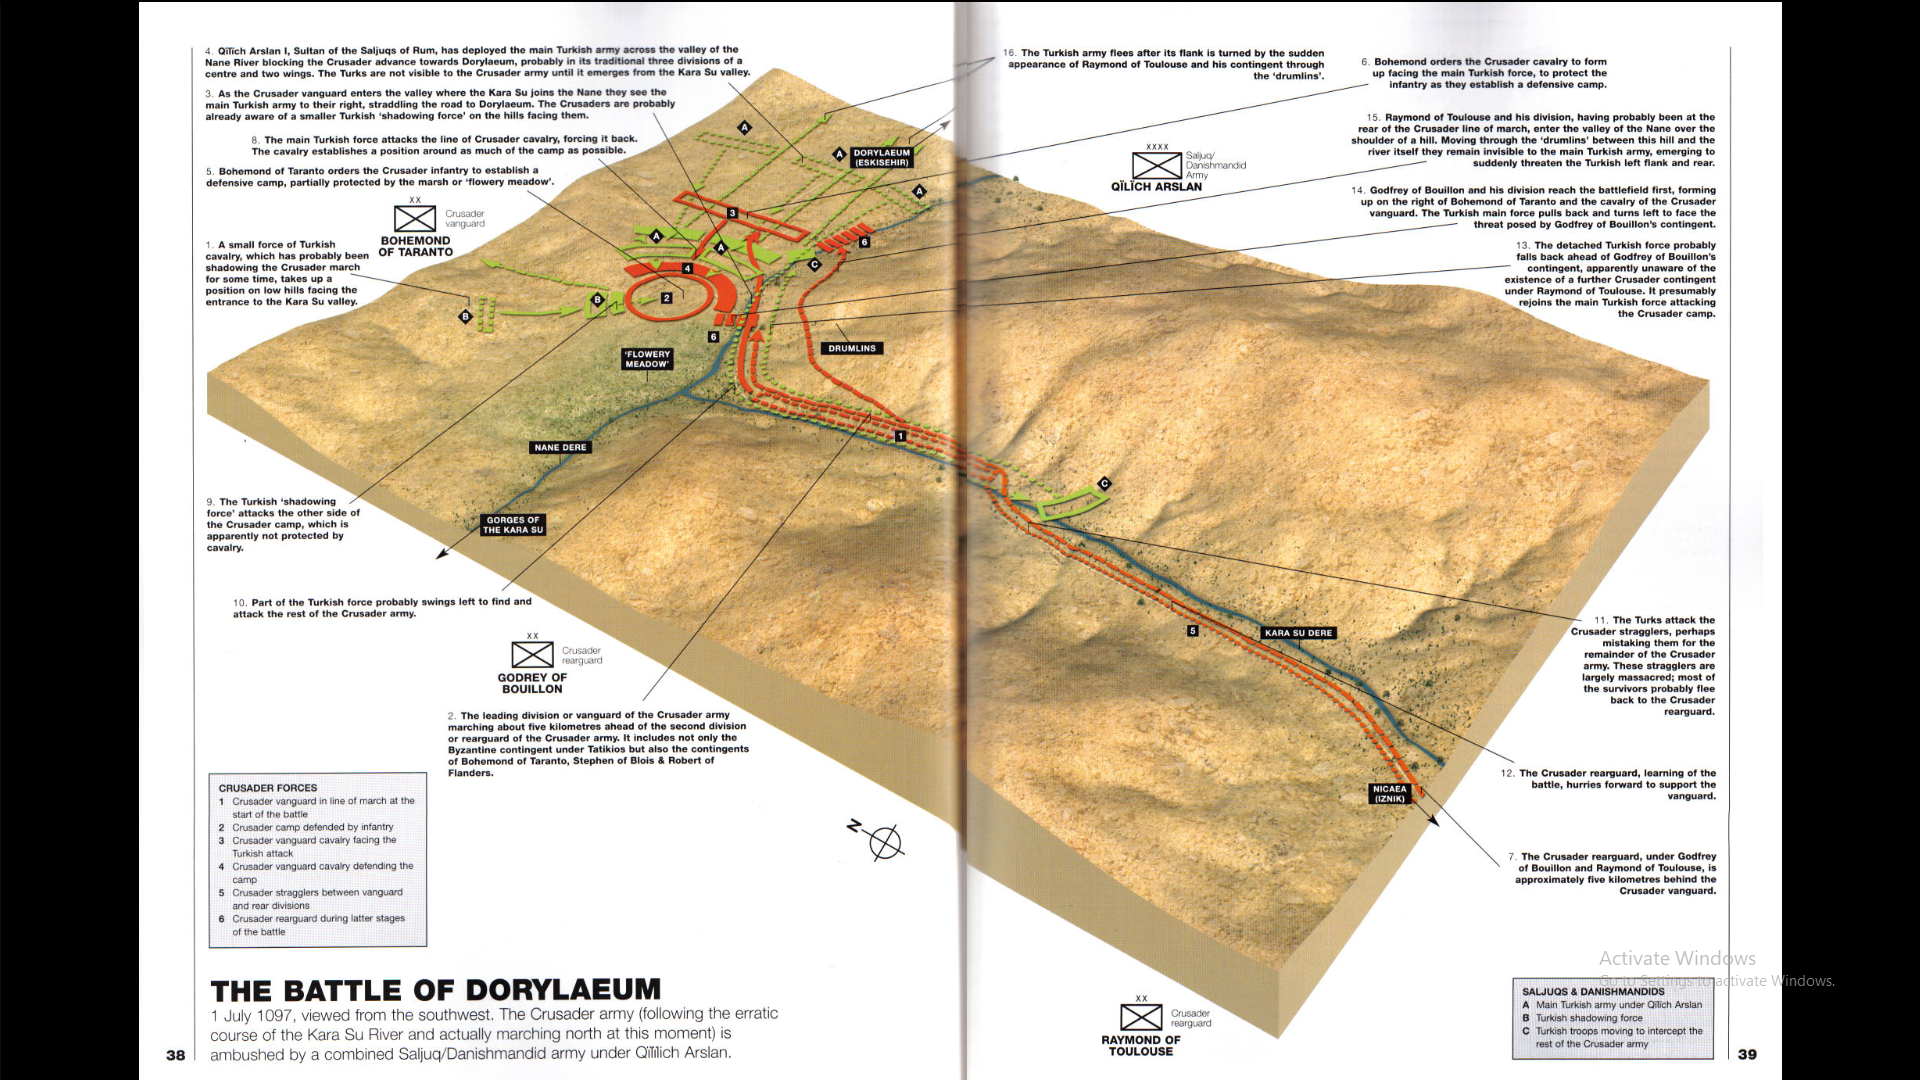 4. Qïlïch Arslan I, Sultan of the Saljuqs of Rum, has deployed the main Turkish army across the valley of the
Nane River blocking the Crusader advance towards Dorylaeum, probably in its traditional three divisions of a
centre and two wings. The Turks are not visible to the Crusader army until it emerges from the Kara Su valley.
3. As the Crusader vanguard enters the valley where the Kara Su joins the Nane they see the
main Turkish army to their right, straddling the road to Dorylaeum. The Crusaders are probably
already aware of a smaller Turkish ‘shadowing force’ on the hills facing them.
8. The main Turkish force attacks the line of Crusader cavalry, forcing it back.
The cavalry establishes a position around as much of the camp as possible.
5. Bohemond of Taranto orders the Crusader infantry to establish a
defensive camp, partially protected by the marsh or ‘flowery meadow’.
XX
Crusader
vanguard
BOHEMOND
OF TARANTO
1. A small force of Turkish
cavalry, which has probably been
shadowing the Crusader march
for some time, takes up a
position on low hills facing the
entrance to the Kara Su valley.
9. The Turkish ‘shadowing
force’ attacks the other side of
the Crusader camp, which is
apparently not protected by
cavalry.
10. Part of the Turkish force probably swings left to find and
attack the rest of the Crusader army.
XX
Crusader
rearguard
GODREY OF
BOUILLON
2. The leading division or vanguard of the Crusader army
marching about five kilometres ahead of the second division
or rearguard of the Crusader army. It includes not only the
Byzantine contingent under Tatikios but also the contingents
of Bohemond of Taranto, Stephen of Blois & Robert of
Flanders.
A
A
DORYLAEUM
(ESKISEHIR)
A
3
A
A
6
C
4
B
2
B
6
‘FLOWERY
MEADOW’
DRUMLINS
1
NANE DERE
GORGES OF
THE KARA SU
C
5
KARA SU DERE
NICAEA
(IZNIK)
N
CRUSADER FORCES
1 Crusader vanguard in line of march at the
start of the battle
2 Crusader camp defended by infantry
3 Crusader vanguard cavalry facing the
Turkish attack
4 Crusader vanguard cavalry defending the
camp
5 Crusader stragglers between vanguard
and rear divisions
6 Crusader rearguard during latter stages
of the battle
THE BATTLE OF DORYLAEUM
1 July 1097, viewed from the southwest. The Crusader army (following the erratic
course of the Kara Su River and actually marching north at this moment) is
ambushed by a combined Saljuq/Danishmandid army under Qïlïlich Arslan.
38
16. The Turkish army flees after its flank is turned by the sudden
appearance of Raymond of Toulouse and his contingent through
the ‘drumlins’.
6. Bohemond orders the Crusader cavalry to form
up facing the main Turkish force, to protect the
infantry as they establish a defensive camp.
XXXX
Saljuq/
Danishmandid
Army
QÏLÏCH ARSLAN
15. Raymond of Toulouse and his division, having probably been at the
rear of the Crusader line of march, enter the valley of the Nane over the
shoulder of a hill. Moving through the ‘drumlins’ between this hill and the
river itself they remain invisible to the main Turkish army, emerging to
suddenly threaten the Turkish left flank and rear.
14. Godfrey of Bouillon and his division reach the battlefield first, forming
up on the right of Bohemond of Taranto and the cavalry of the Crusader
vanguard. The Turkish main force pulls back and turns left to face the
threat posed by Godfrey of Bouillon’s contingent.
13. The detached Turkish force probably
falls back ahead of Godfrey of Bouillon’s
contingent, apparently unaware of the
existence of a further Crusader contingent
under Raymond of Toulouse. It presumably
rejoins the main Turkish force attacking
the Crusader camp.
11. The Turks attack the
Crusader stragglers, perhaps
mistaking them for the
remainder of the Crusader
army. These stragglers are
largely massacred; most of
the survivors probably flee
back to the Crusader
rearguard.
12. The Crusader rearguard, learning of the
battle, hurries forward to support the
vanguard.
7. The Crusader rearguard, under Godfrey
of Bouillon and Raymond of Toulouse, is
approximately five kilometres behind the
Crusader vanguard.
XX
Crusader
rearguard
RAYMOND OF
TOULOUSE
Activate Windows
Go to Settings to activate Windows.
SALJUQS & DANISHMANDIDS
A Main Turkish army under Qïlïch Arslan
B Turkish shadowing force
C Turkish troops moving to intercept the
rest of the Crusader army
39